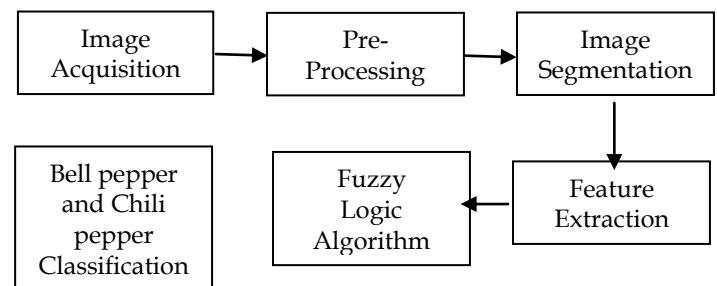 Image
Acquisition
Pre-
Processing
Image
Segmentation
Feature
Extraction
Fuzzy
Logic
Algorithm
Bell pepper
and Chili
pepper
Classification